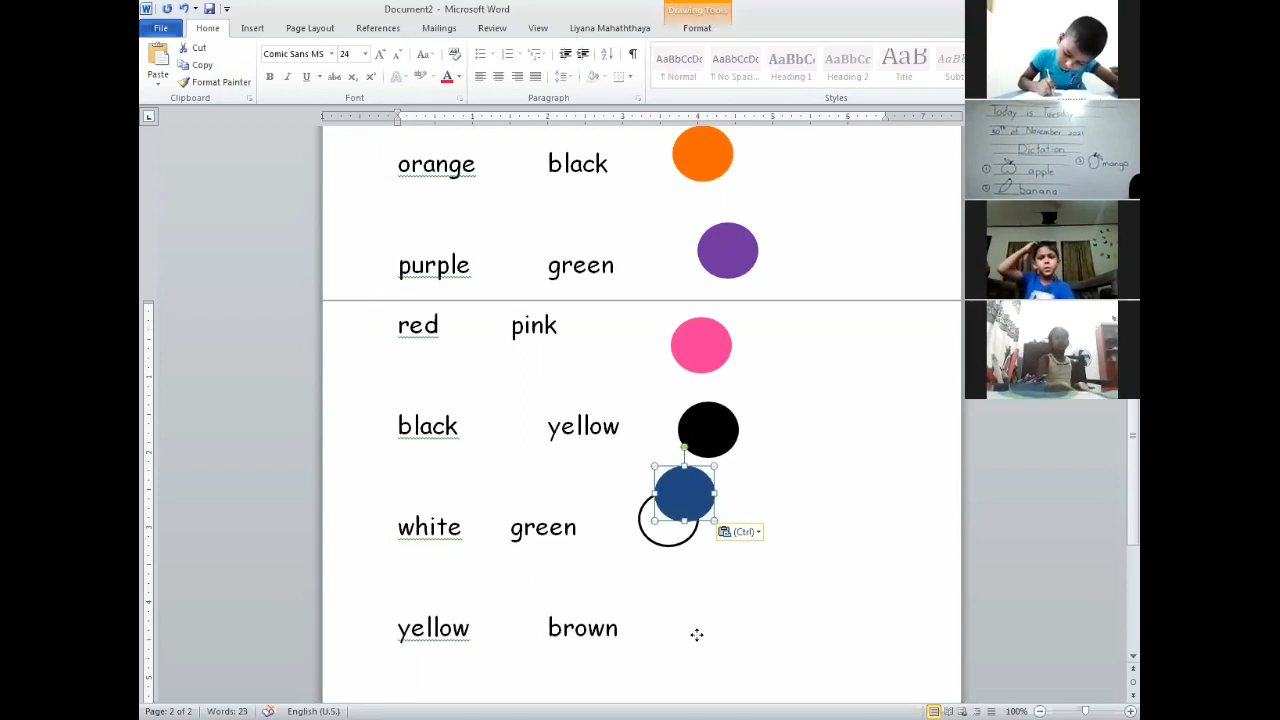 Document2 - Microsoft Word
Drawing Tools
File Home Insert Page Layout References Mailings Review View Liyana Mahaththaya Format
Paste
Cut
Copy
Format Painter
Clipboard
Comic Sans MS 24
Font
Paragraph
AaBbCcDc AaBbCcDc AaBbC AaBbCc AaB
¶ Normal ¶ No Spaci... Heading 1 Heading 2 Title
Styles
orange black
purple green
red pink
black yellow
white green
(Ctrl)
yellow brown
Page: 2 of 2 Words: 23 English (U.S.) 100%
Today is Tuesday
30th of November 2021
Dictation
① apple
③ mango
② banana